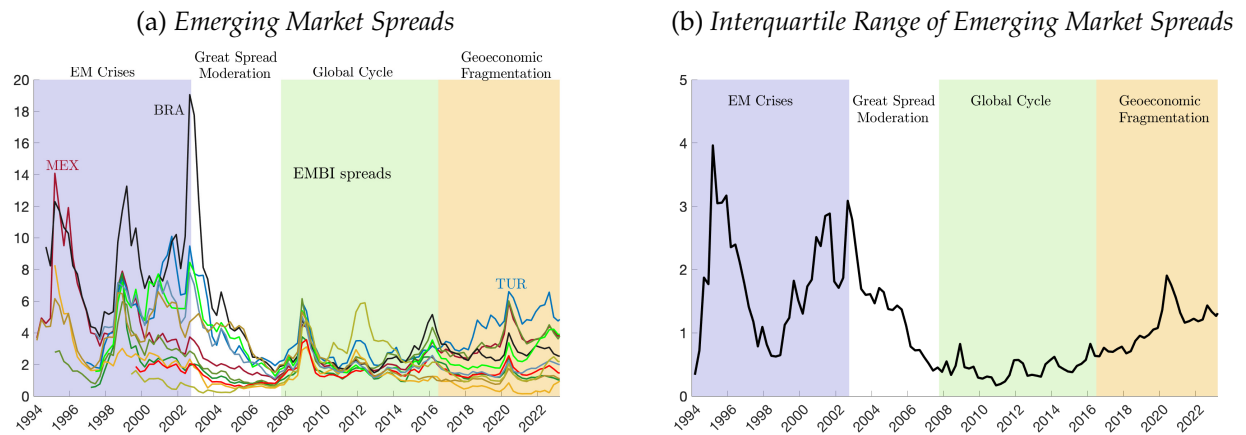 (a) Emerging Market Spreads
EM Crises
Great Spread
Moderation
Global Cycle
Geoeconomic
Fragmentation
20
18
16
14
12
10
8
6
4
2
0
MEX
BRA
EMBI spreads
TUR
1994
1996
1998
2000
2002
2004
2006
2008
2010
2012
2014
2016
2018
2020
2022
(b) Interquartile Range of Emerging Market Spreads
EM Crises
Great Spread
Moderation
Global Cycle
Geoeconomic
Fragmentation
5
4
3
2
1
0
1994
1996
1998
2000
2002
2004
2006
2008
2010
2012
2014
2016
2018
2020
2022